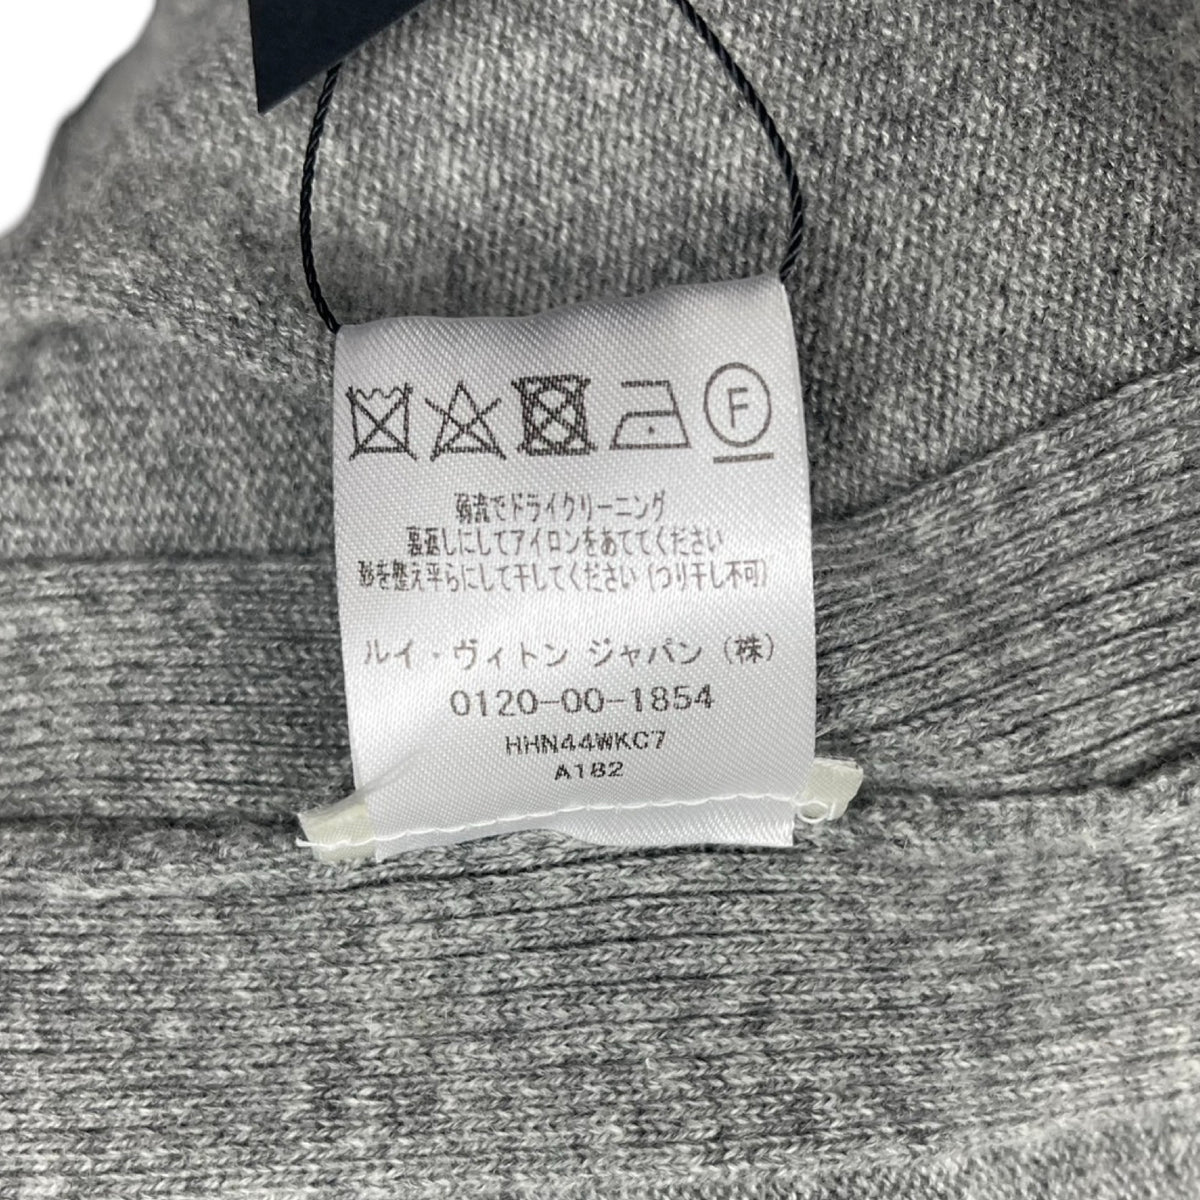 F
弱流でドライクリーニング
裏返しにしてアイロンをあててください
形を整え平らにして干してください (つり干し不可)
ルイ・ヴィトン ジャパン (株)
0120-00-1854
HHN44WKC7
A182